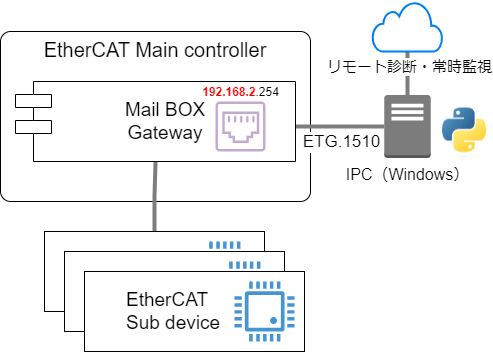 EtherCAT Main controller
192.168.2.254
Mail BOX
Gateway
リモート診断・常時監視
ETG.1510
IPC（Windows）
EtherCAT
Sub device